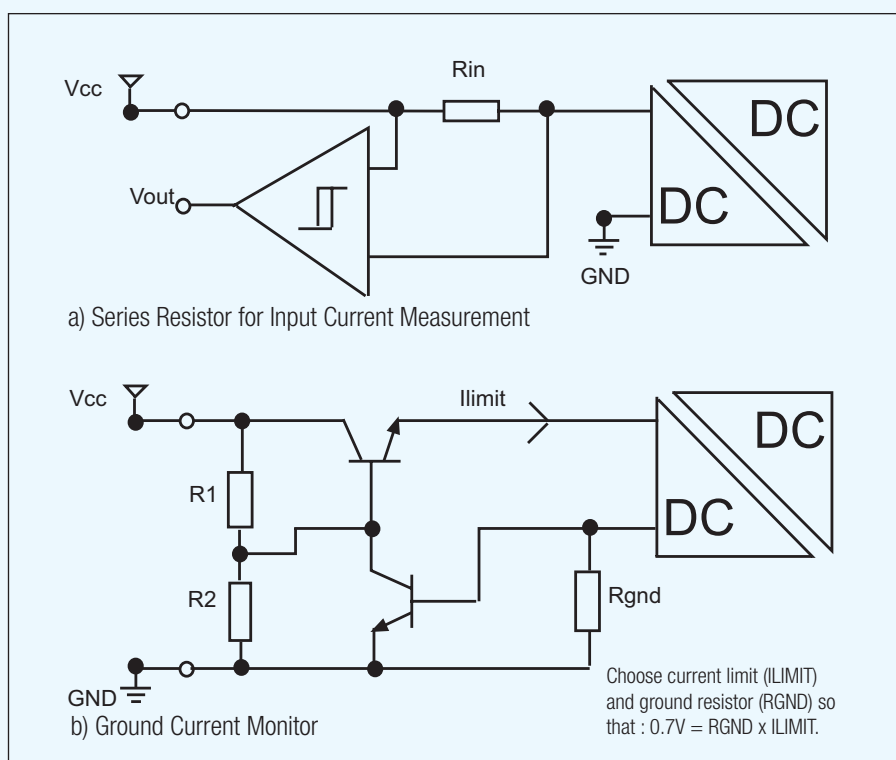 Rin
Vcc
DC
Vout
DC
GND
a) Series Resistor for Input Current Measurement
Vcc
Ilimit
DC
R1
DC
R2
Rgnd
GND
b) Ground Current Monitor
Choose current limit (ILIMIT)
and ground resistor (RGND) so
that : 0.7V = RGND x ILIMIT.